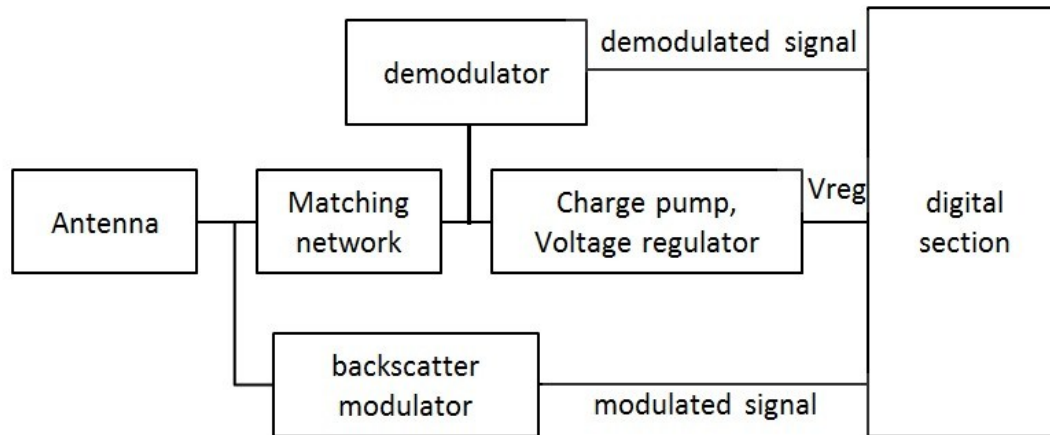 demodulator
demodulated signal
Antenna
Matching
network
Charge pump,
Voltage regulator
Vreg
digital
section
backscatter
modulator
modulated signal